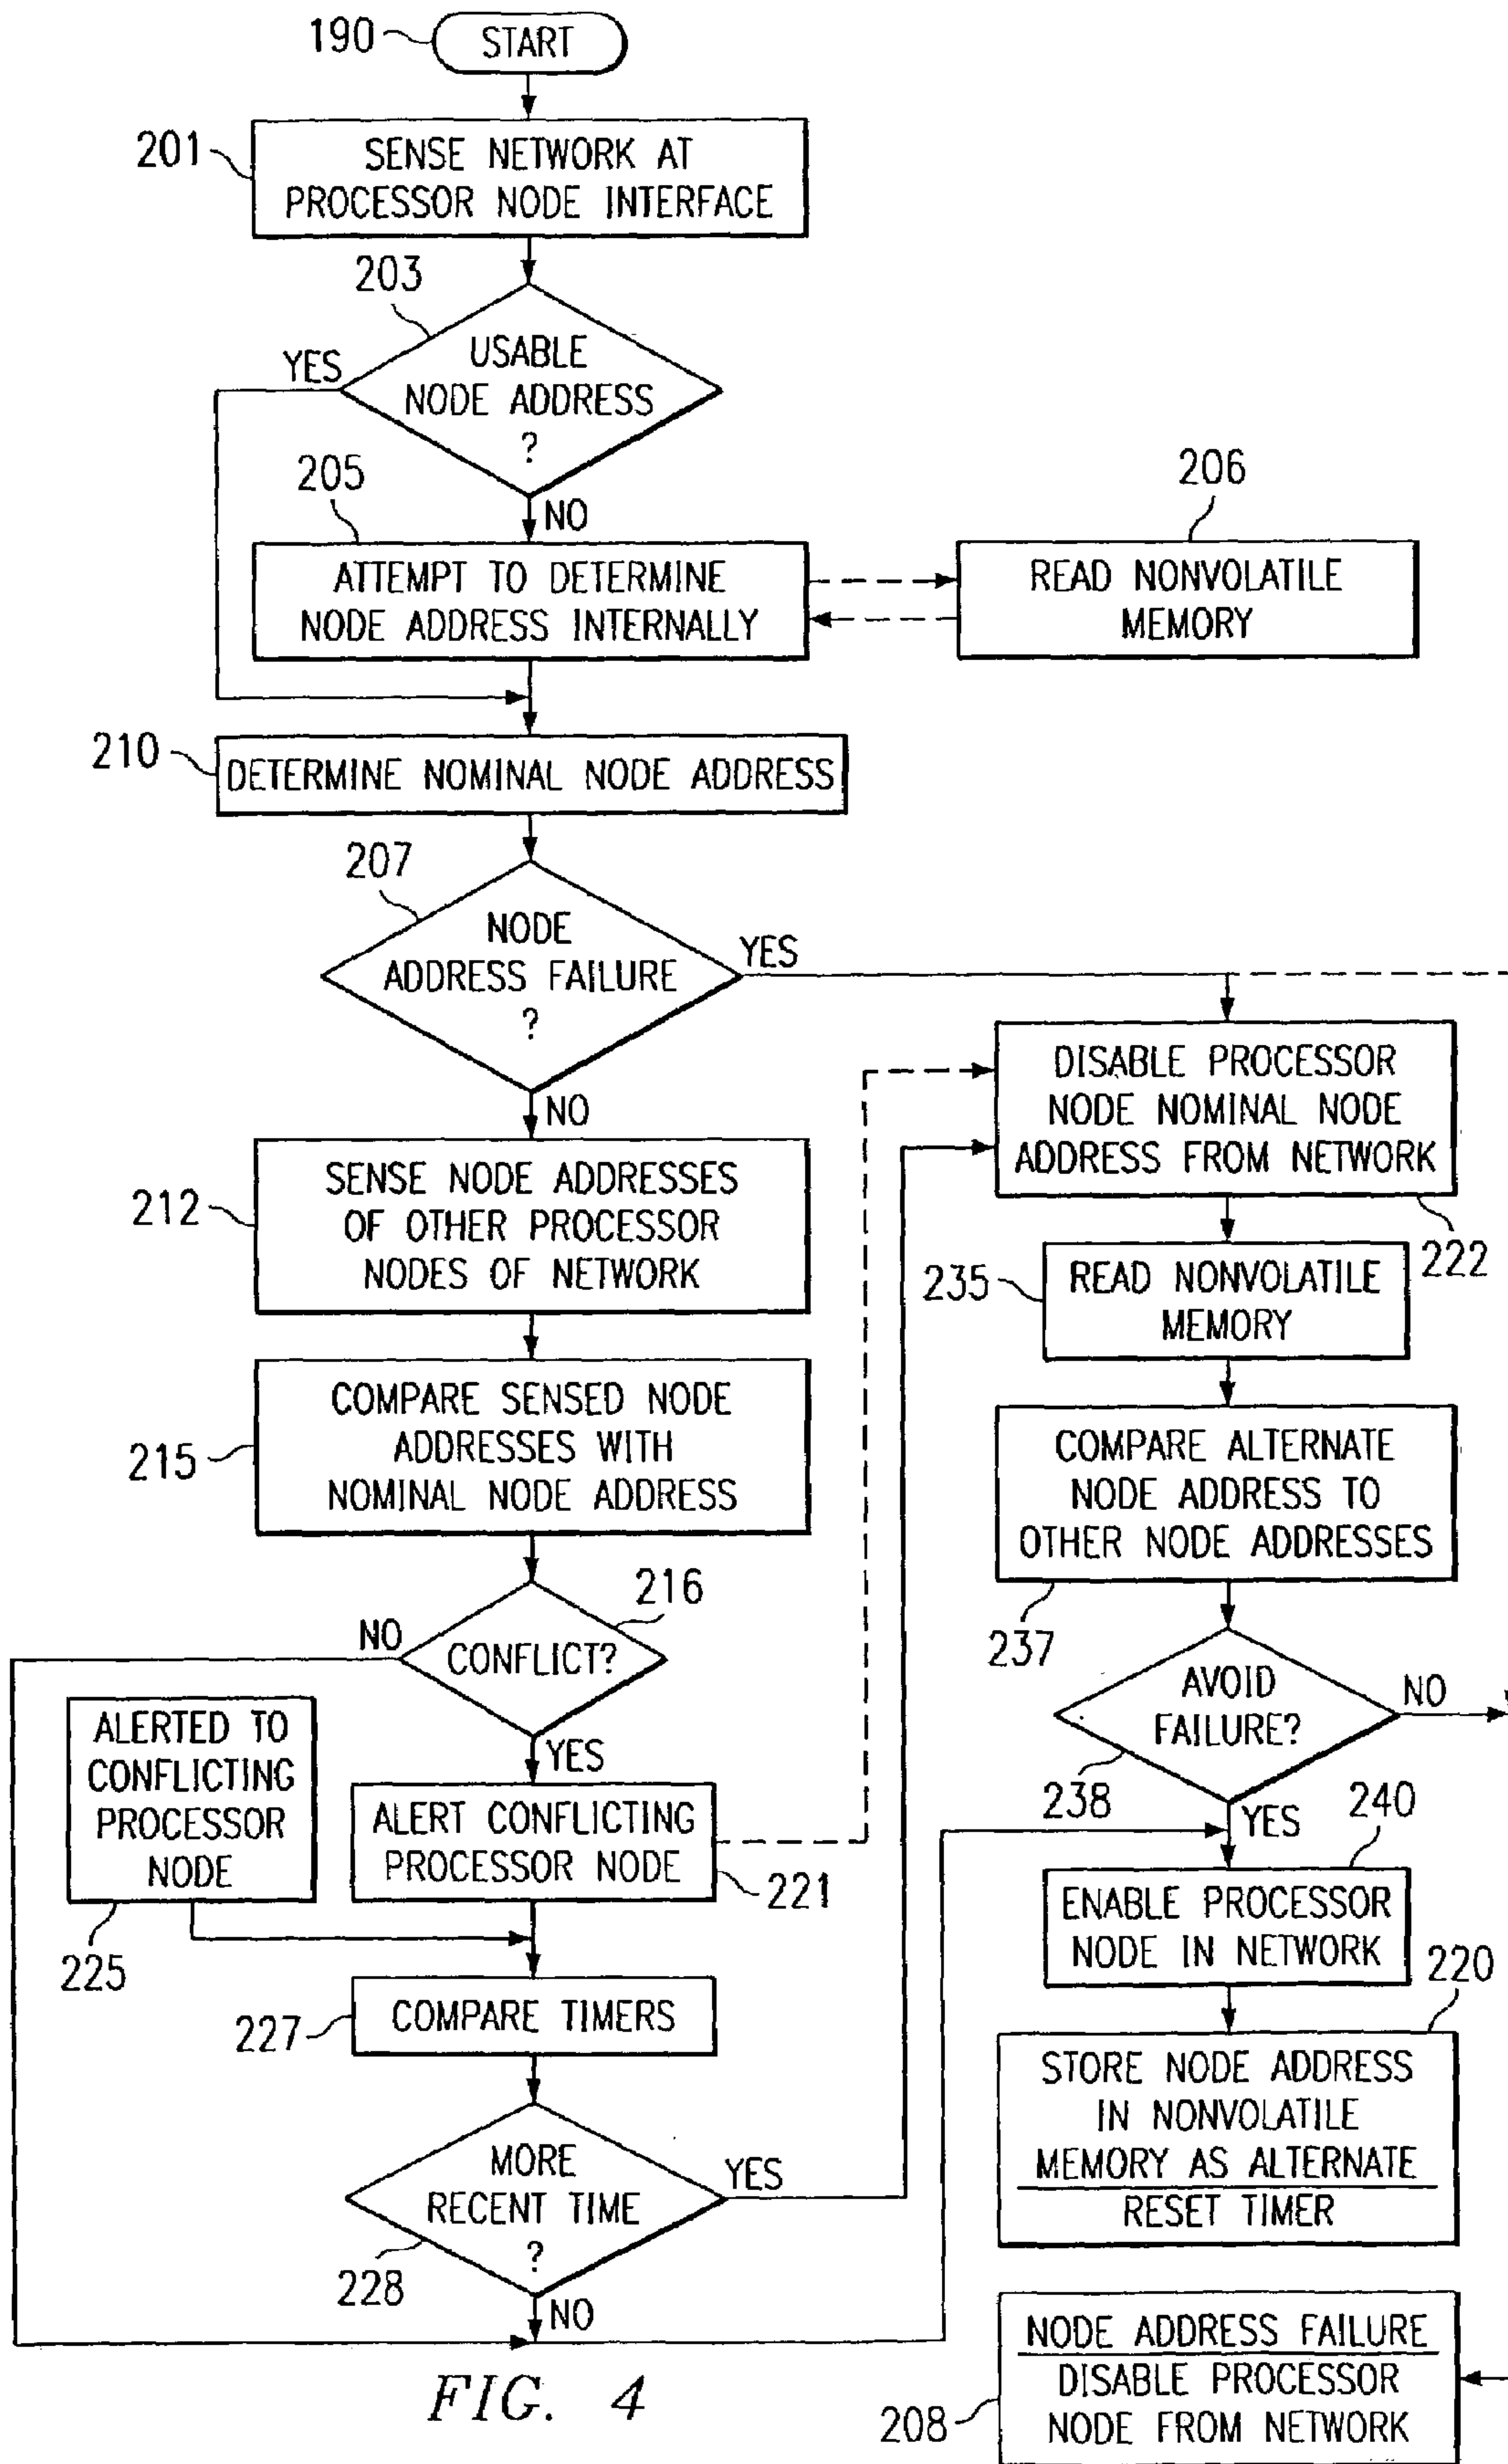 190
START
201
SENSE NETWORK AT
PROCESSOR NODE INTERFACE
203
YES
USABLE
NODE ADDRESS
?
NO
205
ATTEMPT TO DETERMINE
NODE ADDRESS INTERNALLY
206
READ NONVOLATILE
MEMORY
210
DETERMINE NOMINAL NODE ADDRESS
207
NODE
ADDRESS FAILURE
?
YES
NO
212
SENSE NODE ADDRESSES
OF OTHER PROCESSOR
NODES OF NETWORK
215
COMPARE SENSED NODE
ADDRESSES WITH
NOMINAL NODE ADDRESS
216
NO
CONFLICT?
YES
ALERTED TO
CONFLICTING
PROCESSOR
NODE
225
ALERT CONFLICTING
PROCESSOR NODE
221
227
COMPARE TIMERS
MORE
RECENT TIME
?
YES
228
NO
DISABLE PROCESSOR
NODE NOMINAL NODE
ADDRESS FROM NETWORK
222
235
READ NONVOLATILE
MEMORY
COMPARE ALTERNATE
NODE ADDRESS TO
OTHER NODE ADDRESSES
237
AVOID
FAILURE?
NO
238
YES
240
ENABLE PROCESSOR
NODE IN NETWORK
220
STORE NODE ADDRESS
IN NONVOLATILE
MEMORY AS ALTERNATE
RESET TIMER
NODE ADDRESS FAILURE
DISABLE PROCESSOR
NODE FROM NETWORK
208
FIG. 4